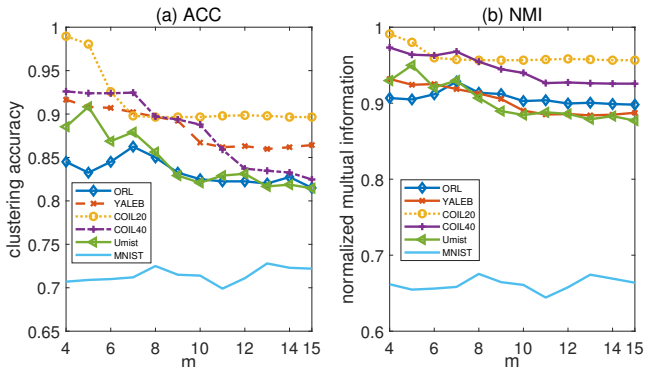 (a) ACC
clustering accuracy
1
0.95
0.9
0.85
0.8
0.75
0.7
0.65
ORL
YALEB
COIL20
COIL40
Umist
MNIST
4 6 8 10 12 14 15
m
(b) NMI
normalized multual information
1
0.9
0.8
0.7
0.6
ORL
YALEB
COIL20
COIL40
Umist
MNIST
4 6 8 10 12 14 15
m